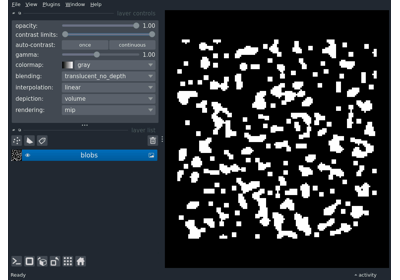 File View Plugins Window Help
layer controls
opacity: 1.00
contrast limits:
auto-contrast: once continuous
gamma: 1.00
colormap: gray
blending: translucent_no_depth
interpolation: linear
depiction: volume
rendering: mip
layer list
blobs
Ready activity